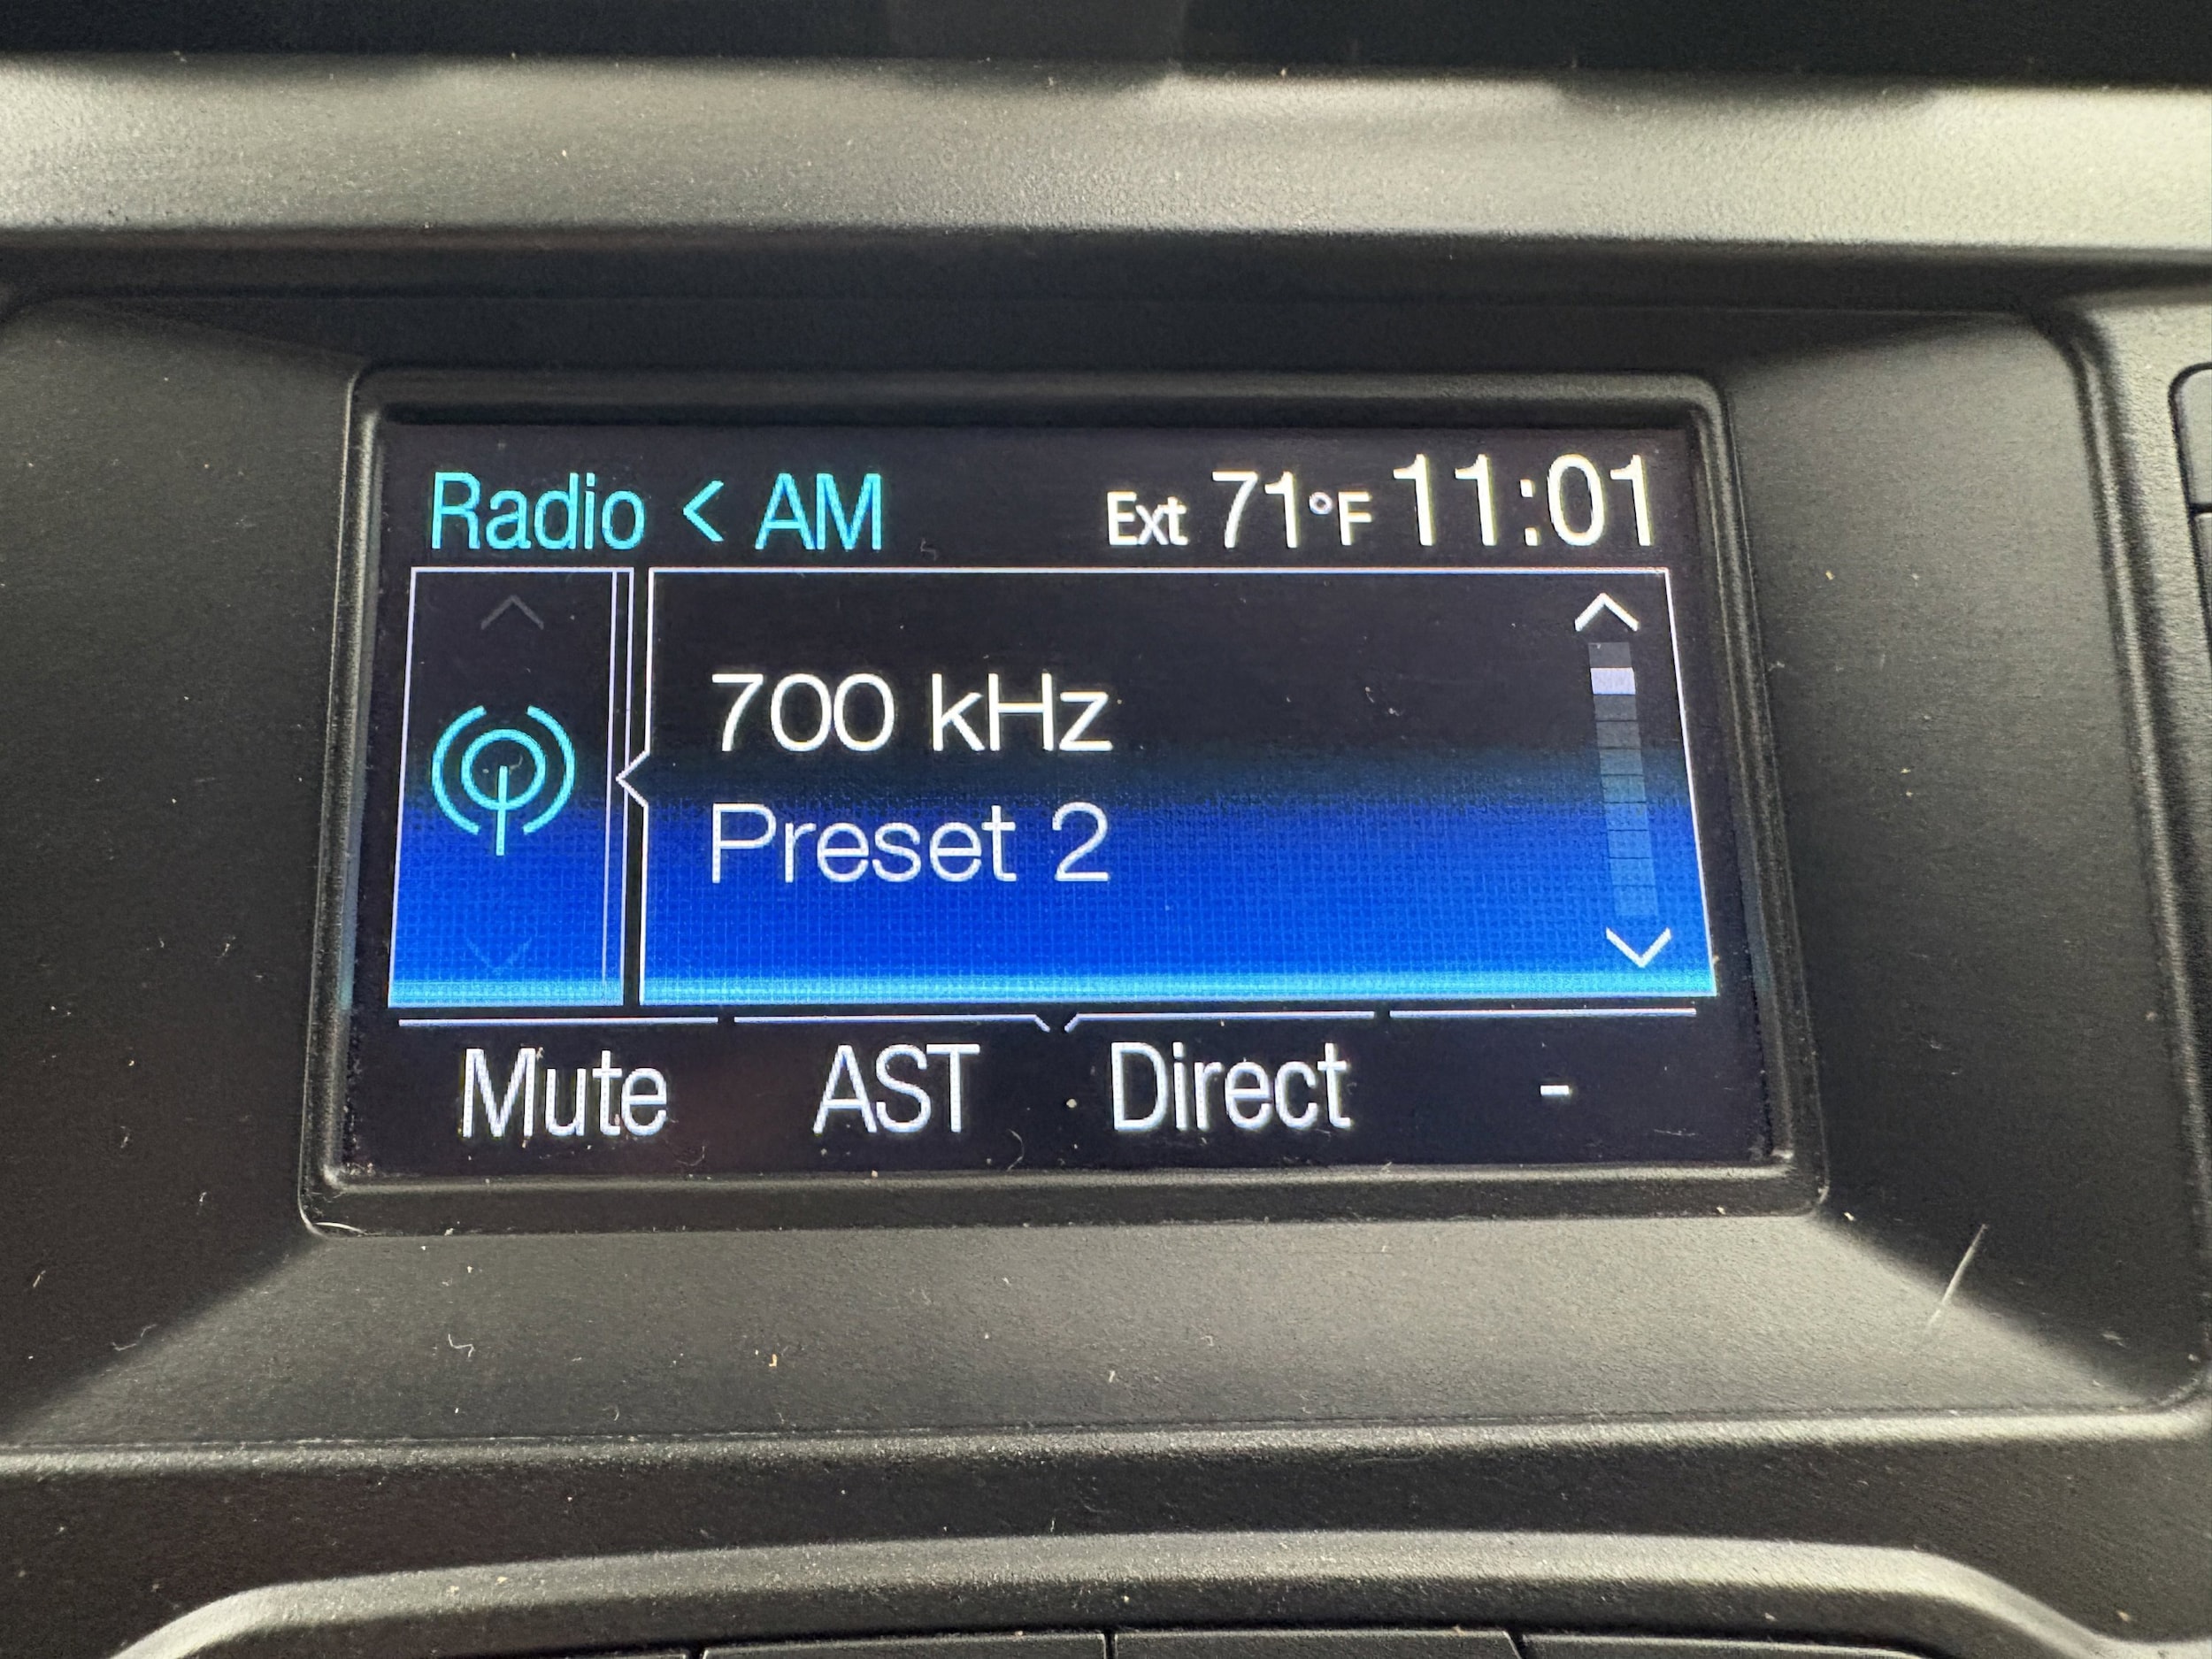 Radio < AM Ext 71°F 11:01
700 kHz
Preset 2
Mute AST Direct -